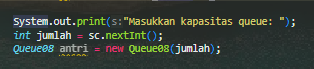 System.out.print(s:"Masukkan kapasitas queue: ");
int jumlah = sc.nextInt();
Queue08 antri = new Queue08(jumlah);